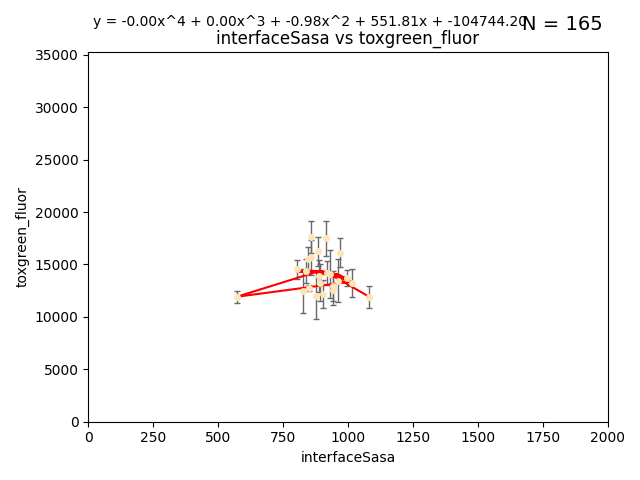 y = -0.00x^4 + 0.00x^3 + -0.98x^2 + 551.81x + -104744.20
N = 165
interfaceSasa vs toxgreen_fluor
35000
30000
25000
20000
15000
10000
5000
0
toxgreen_fluor
0 250 500 750 1000 1250 1500 1750 2000
interfaceSasa